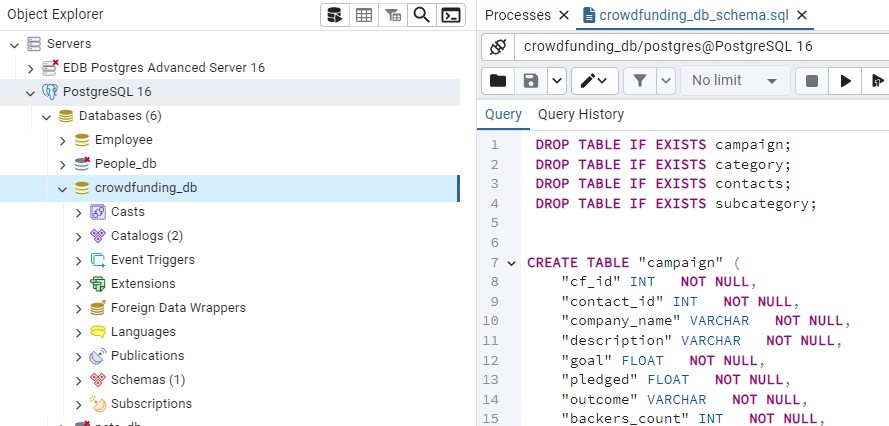 Object Explorer
Servers
EDB Postgres Advanced Server 16
PostgreSQL 16
Databases (6)
Employee
People_db
crowdfunding_db
Casts
Catalogs (2)
Event Triggers
Extensions
Foreign Data Wrappers
Languages
Publications
Schemas (1)
Subscriptions
Processes
crowdfunding_db_schema.sql
crowdfunding_db/postgres@PostgreSQL 16
No limit
Query Query History
1 DROP TABLE IF EXISTS campaign;
2 DROP TABLE IF EXISTS category;
3 DROP TABLE IF EXISTS contacts;
4 DROP TABLE IF EXISTS subcategory;
5
6
7 CREATE TABLE "campaign" (
8 "cf_id" INT NOT NULL,
9 "contact_id" INT NOT NULL,
10 "company_name" VARCHAR NOT NULL,
11 "description" VARCHAR NOT NULL,
12 "goal" FLOAT NOT NULL,
13 "pledged" FLOAT NOT NULL,
14 "outcome" VARCHAR NOT NULL,
15 "backers_count" INT NOT NULL,